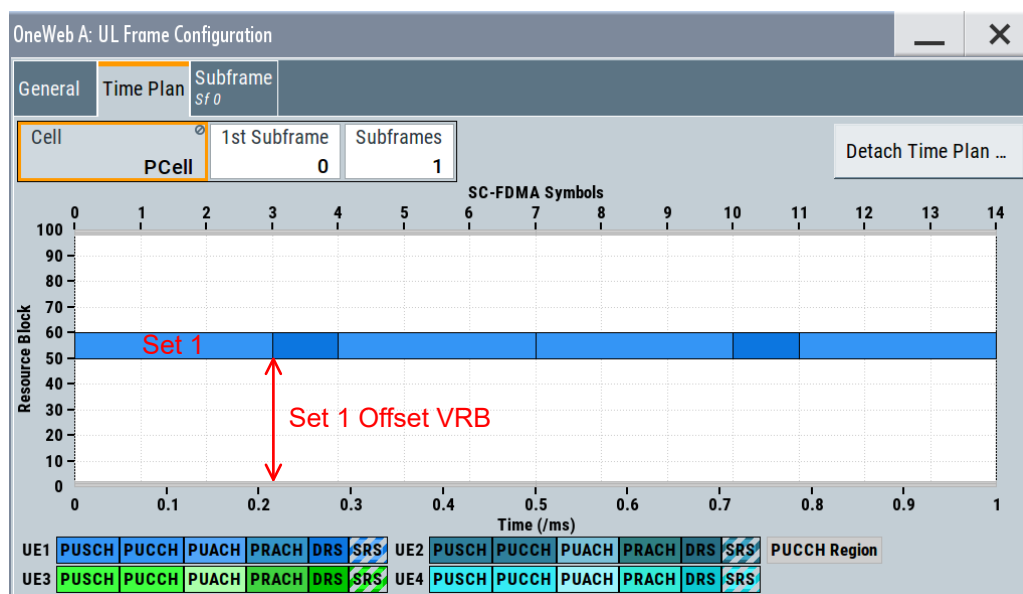 OneWeb A: UL Frame Configuration
General
Time Plan
Subframe
Sf 0
Cell
PCell
1st Subframe
0
Subframes
1
Detach Time Plan ...
SC-FDMA Symbols
0 1 2 3 4 5 6 7 8 9 10 11 12 13 14
Resource Block
100
90
80
70
60
50
40
30
20
10
0
Set 1
Set 1 Offset VRB
0 0.1 0.2 0.3 0.4 0.5 0.6 0.7 0.8 0.9 1
Time (/ms)
UE1 PUSCH PUCCH PUACH PRACH DRS SRS UE2 PUSCH PUCCH PUACH PRACH DRS SRS PUCCH Region
UE3 PUSCH PUCCH PUACH PRACH DRS SRS UE4 PUSCH PUCCH PUACH PRACH DRS SRS